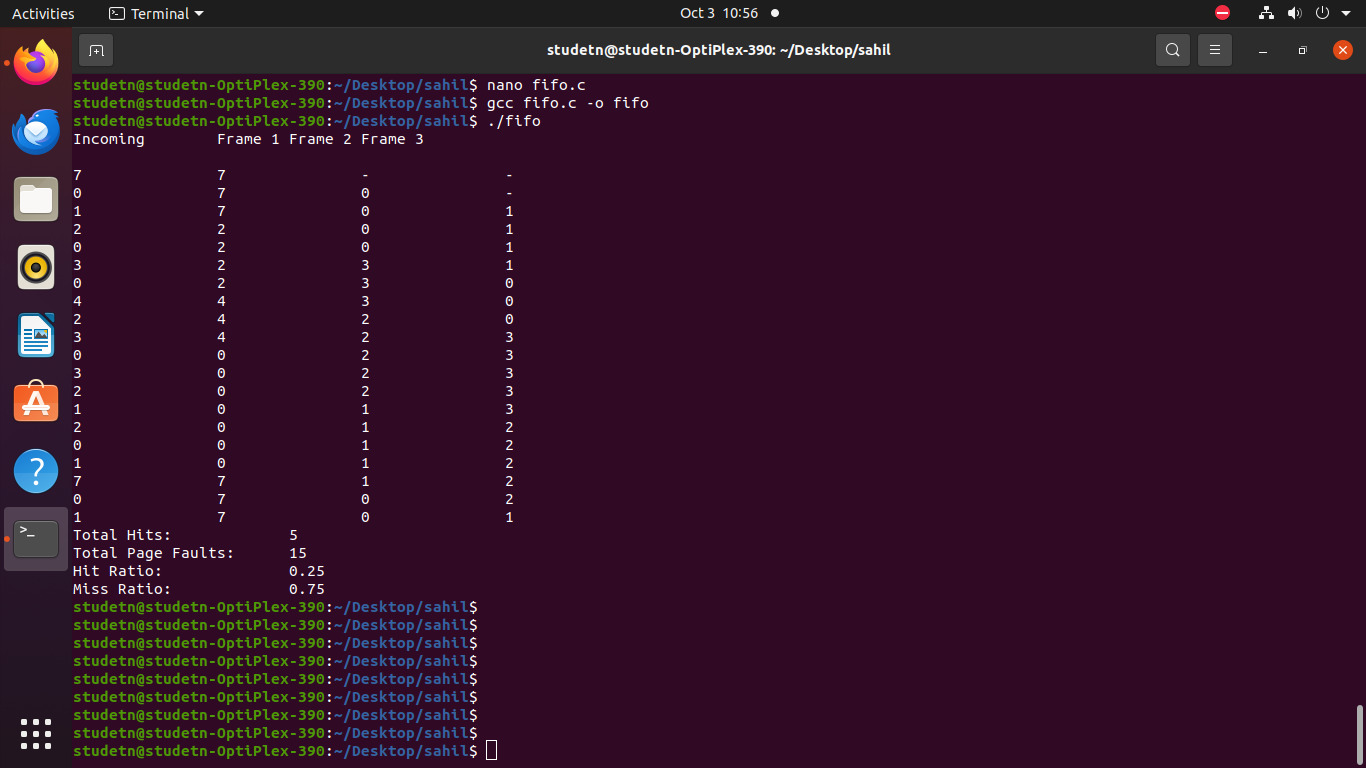 Activities Terminal Oct 3 10:56
studetn@studetn-OptiPlex-390: ~/Desktop/sahil
studetn@studetn-OptiPlex-390:~/Desktop/sahil$ nano fifo.c
studetn@studetn-OptiPlex-390:~/Desktop/sahil$ gcc fifo.c -o fifo
studetn@studetn-OptiPlex-390:~/Desktop/sahil$ ./fifo
Incoming Frame 1 Frame 2 Frame 3
7 7 - -
0 7 0 -
1 7 0 1
2 2 0 1
0 2 0 1
3 2 3 1
0 2 3 0
4 4 3 0
2 4 2 0
3 4 2 3
0 0 2 3
3 0 2 3
2 0 2 3
1 0 1 3
2 0 1 2
0 0 1 2
1 0 1 2
7 7 1 2
0 7 0 2
1 7 0 1
Total Hits: 5
Total Page Faults: 15
Hit Ratio: 0.25
Miss Ratio: 0.75
studetn@studetn-OptiPlex-390:~/Desktop/sahil$
studetn@studetn-OptiPlex-390:~/Desktop/sahil$
studetn@studetn-OptiPlex-390:~/Desktop/sahil$
studetn@studetn-OptiPlex-390:~/Desktop/sahil$
studetn@studetn-OptiPlex-390:~/Desktop/sahil$
studetn@studetn-OptiPlex-390:~/Desktop/sahil$
studetn@studetn-OptiPlex-390:~/Desktop/sahil$
studetn@studetn-OptiPlex-390:~/Desktop/sahil$
studetn@studetn-OptiPlex-390:~/Desktop/sahil$